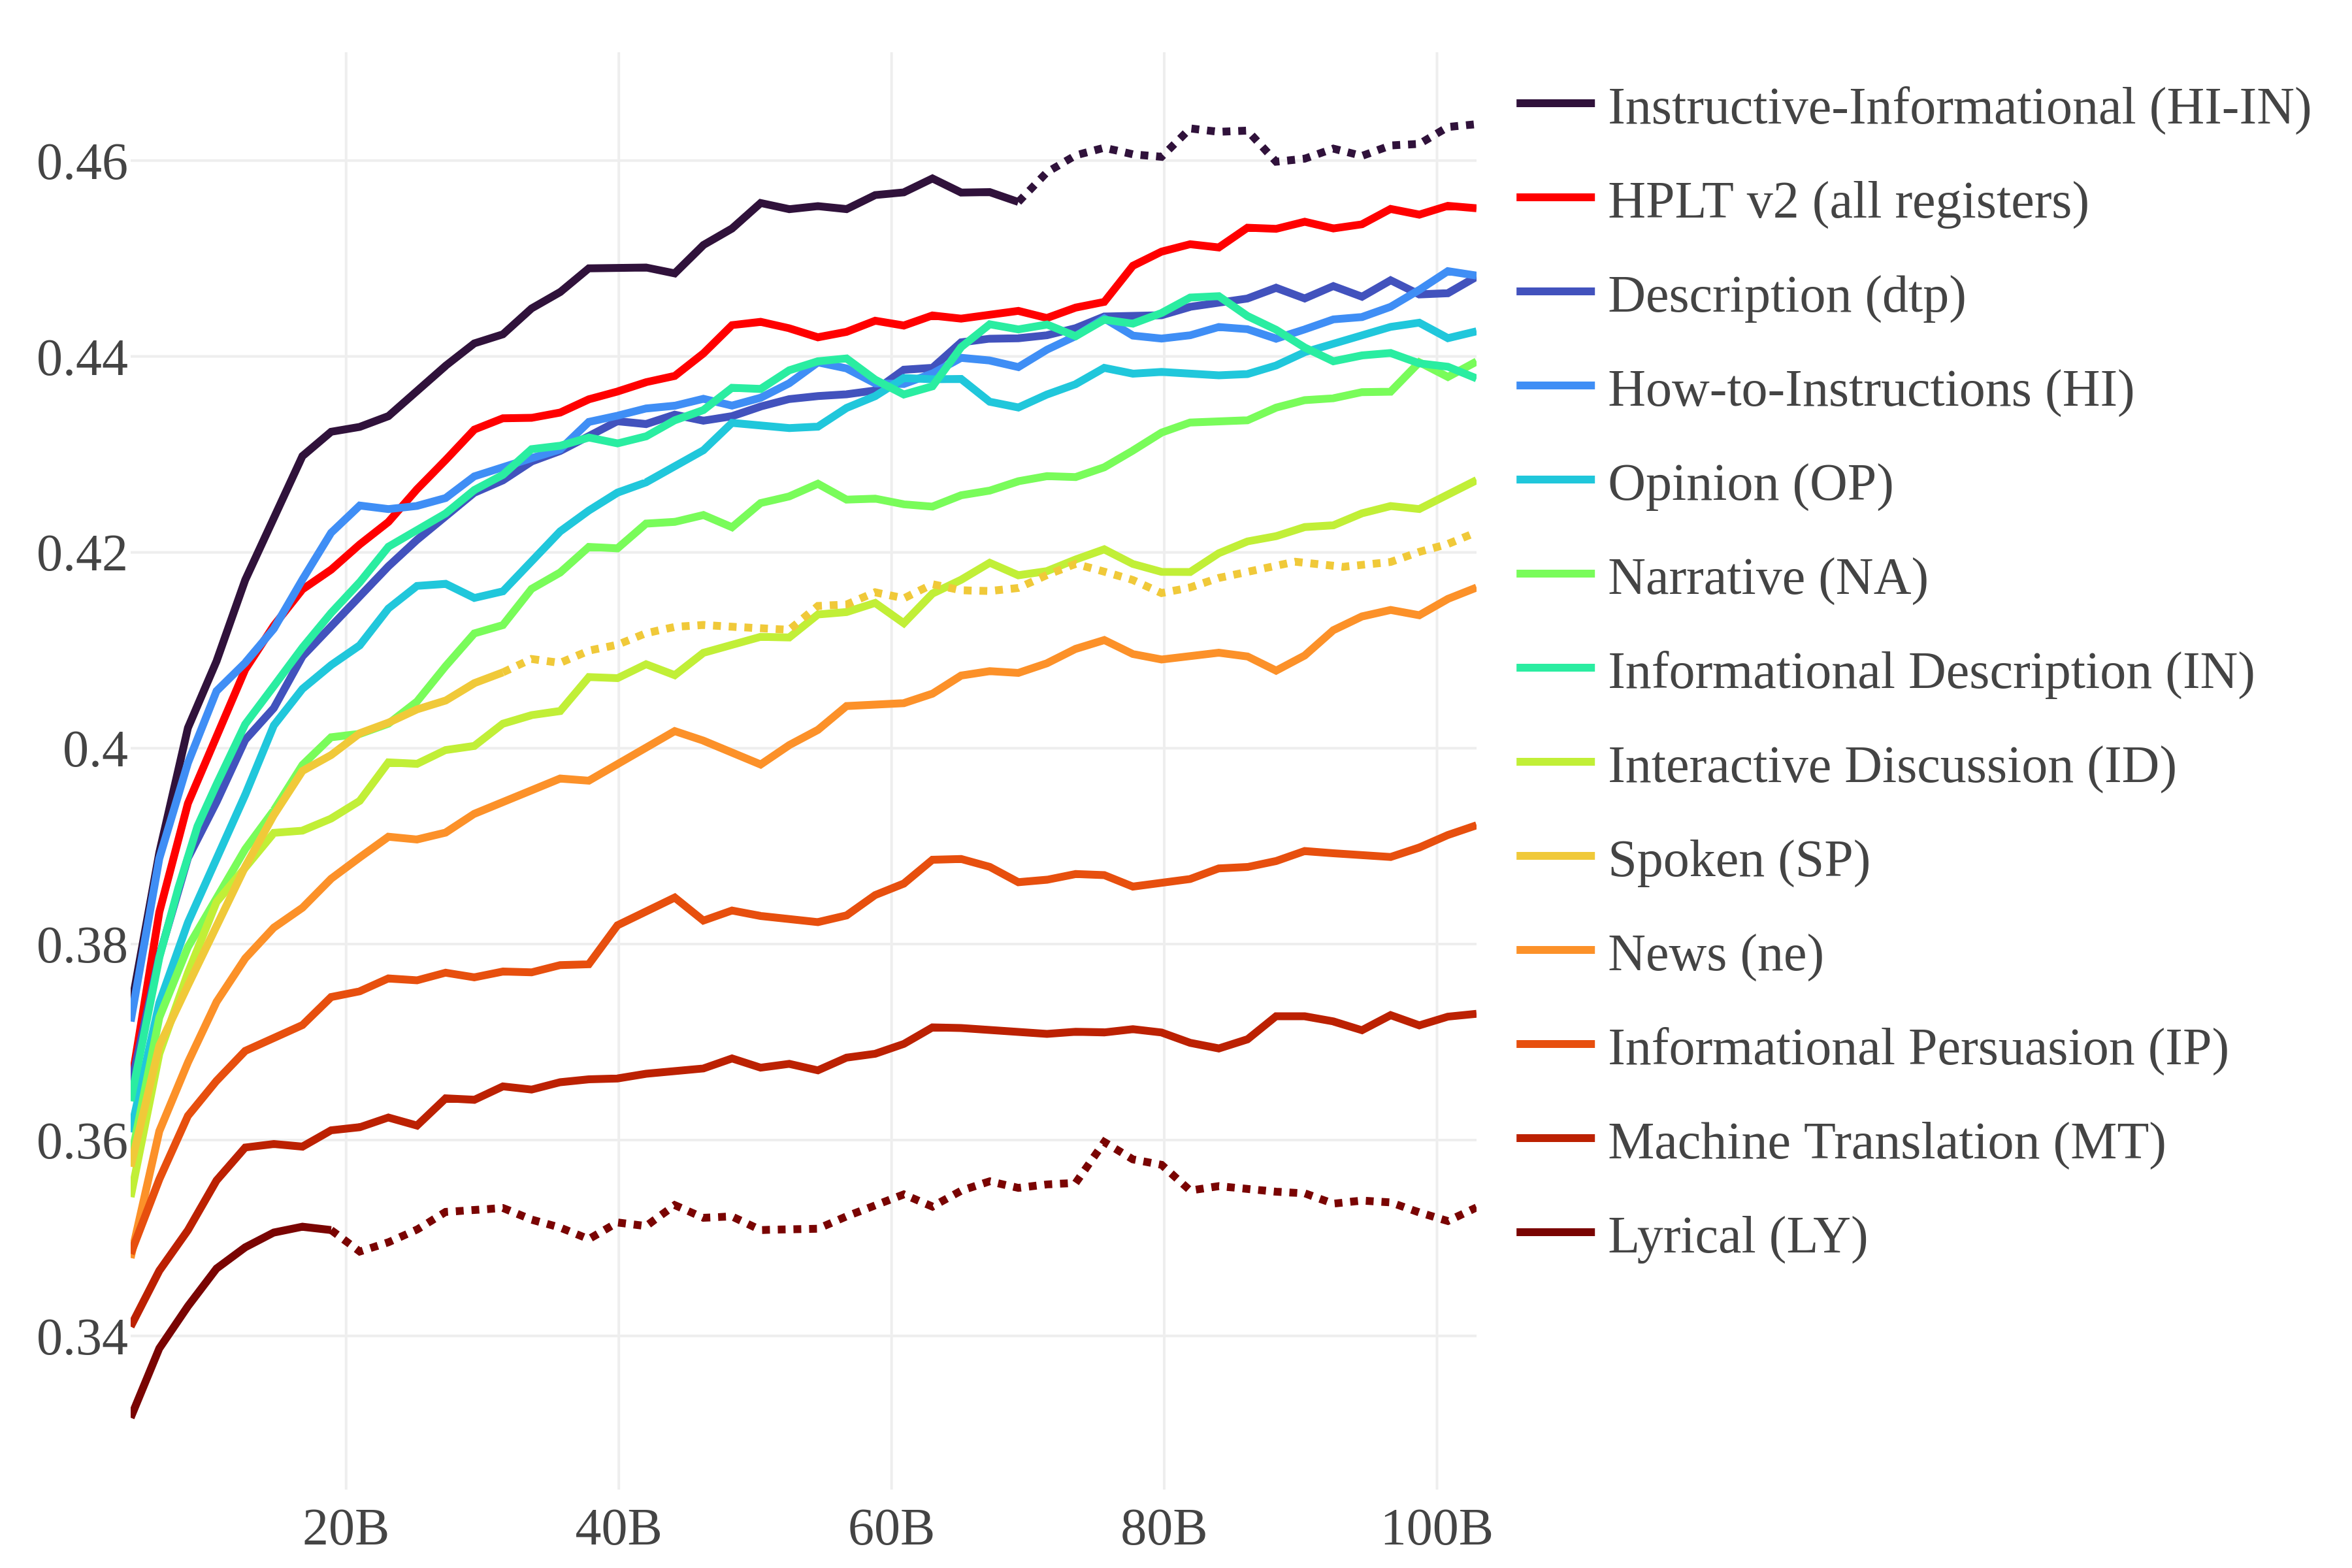 0.46
0.44
0.42
0.4
0.38
0.36
0.34
20B
40B
60B
80B
100B
Instructive-Informational (HI-IN)
HPLT v2 (all registers)
Description (dtp)
How-to-Instructions (HI)
Opinion (OP)
Narrative (NA)
Informational Description (IN)
Interactive Discussion (ID)
Spoken (SP)
News (ne)
Informational Persuasion (IP)
Machine Translation (MT)
Lyrical (LY)